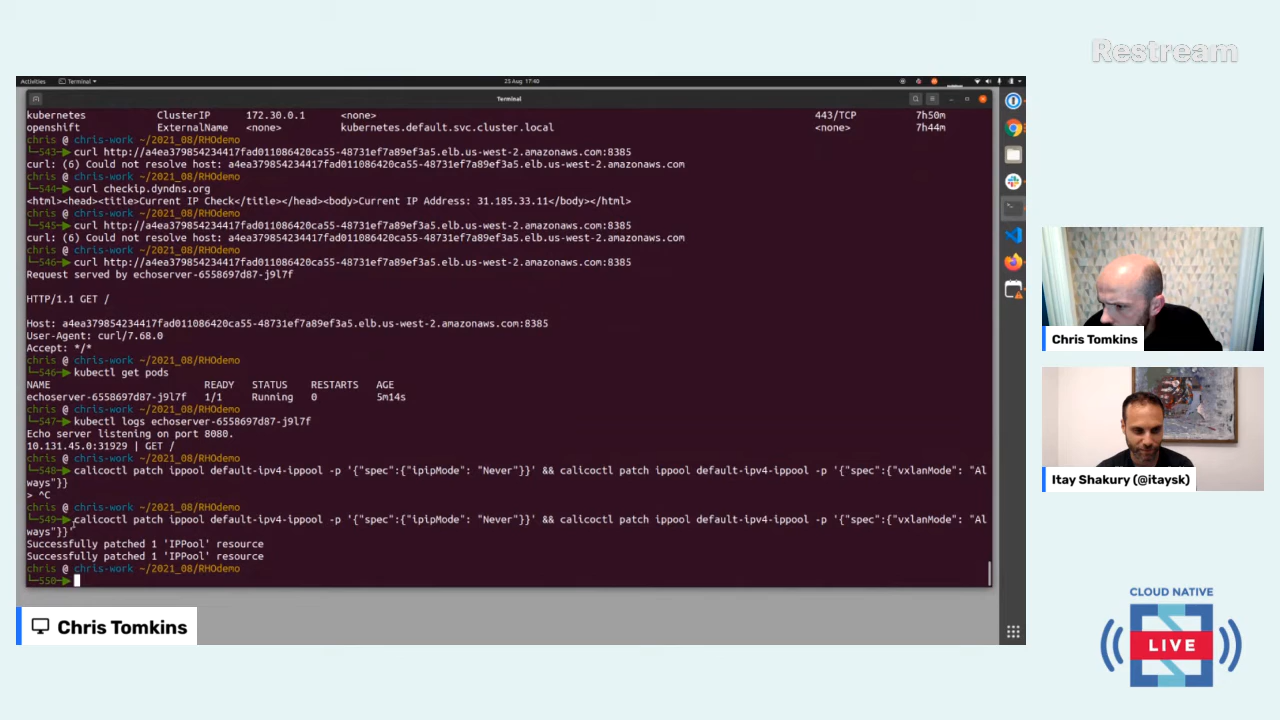 Restream
Activities
Terminal
25 Aug 17:40
Terminal
kubernetes ClusterIP 172.30.0.1 <none> 443/TCP 7h50m
openshift ExternalName <none> kubernetes.default.svc.cluster.local <none> 7h44m
chris @ chris-work ~/2021_08/RHOdemo
└─543─▶ curl http://a4ea379854234417fad011086420ca55-48731ef7a89ef3a5.elb.us-west-2.amazonaws.com:8385
curl: (6) Could not resolve host: a4ea379854234417fad011086420ca55-48731ef7a89ef3a5.elb.us-west-2.amazonaws.com
chris @ chris-work ~/2021_08/RHOdemo
└─544─▶ curl checkip.dyndns.org
<html><head><title>Current IP Check</title></head><body>Current IP Address: 31.185.33.11</body></html>
chris @ chris-work ~/2021_08/RHOdemo
└─545─▶ curl http://a4ea379854234417fad011086420ca55-48731ef7a89ef3a5.elb.us-west-2.amazonaws.com:8385
curl: (6) Could not resolve host: a4ea379854234417fad011086420ca55-48731ef7a89ef3a5.elb.us-west-2.amazonaws.com
chris @ chris-work ~/2021_08/RHOdemo
└─546─▶ curl http://a4ea379854234417fad011086420ca55-48731ef7a89ef3a5.elb.us-west-2.amazonaws.com:8385
Request served by echoserver-6558697d87-j9l7f
HTTP/1.1 GET /
Host: a4ea379854234417fad011086420ca55-48731ef7a89ef3a5.elb.us-west-2.amazonaws.com:8385
User-Agent: curl/7.68.0
Accept: */*
chris @ chris-work ~/2021_08/RHOdemo
└─546─▶ kubectl get pods
NAME READY STATUS RESTARTS AGE
echoserver-6558697d87-j9l7f 1/1 Running 0 5m14s
chris @ chris-work ~/2021_08/RHOdemo
└─547─▶ kubectl logs echoserver-6558697d87-j9l7f
Echo server listening on port 8080.
10.131.45.0:31929 | GET /
chris @ chris-work ~/2021_08/RHOdemo
└─548─▶ calicoctl patch ippool default-ipv4-ippool -p '{"spec":{"ipipMode": "Never"}}' && calicoctl patch ippool default-ipv4-ippool -p '{"spec":{"vxlanMode": "Al
ways"}}
> ^C
chris @ chris-work ~/2021_08/RHOdemo
└─549─▶ calicoctl patch ippool default-ipv4-ippool -p '{"spec":{"ipipMode": "Never"}}' && calicoctl patch ippool default-ipv4-ippool -p '{"spec":{"vxlanMode": "Al
ways"}}'
Successfully patched 1 'IPPool' resource
Successfully patched 1 'IPPool' resource
chris @ chris-work ~/2021_08/RHOdemo
└─550─▶
Chris Tomkins
Chris Tomkins
Itay Shakury (@itaysk)
CLOUD NATIVE
LIVE